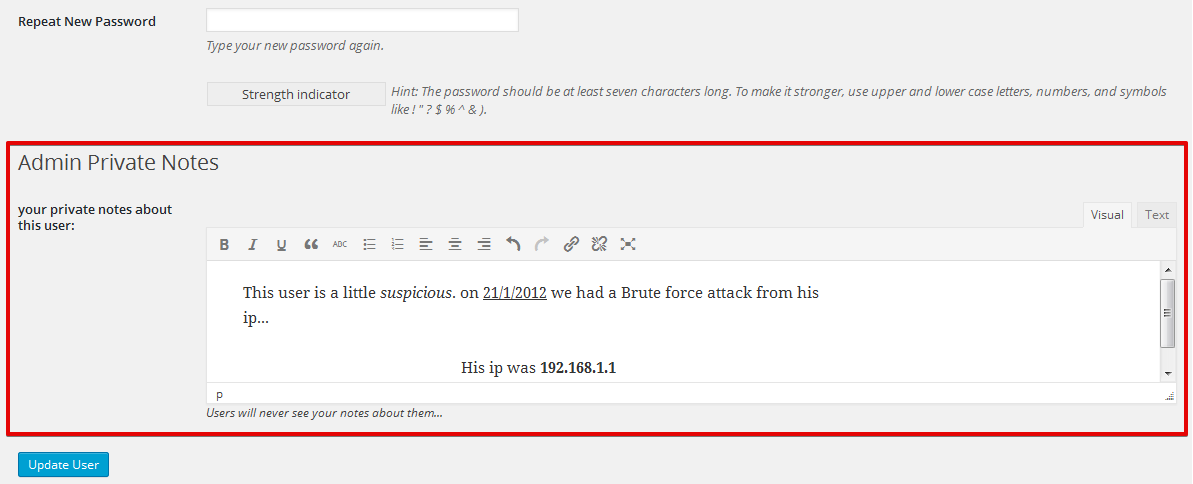 Repeat New Password
Type your new password again.
Strength indicator
Hint: The password should be at least seven characters long. To make it stronger, use upper and lower case letters, numbers, and symbols
like ! " ? $ % ^ & ).
Admin Private Notes
your private notes about
this user:
Visual
Text
B I U ABC
This user is a little suspicious. on 21/1/2012 we had a Brute force attack from his
ip...
His ip was 192.168.1.1
p
Users will never see your notes about them...
Update User